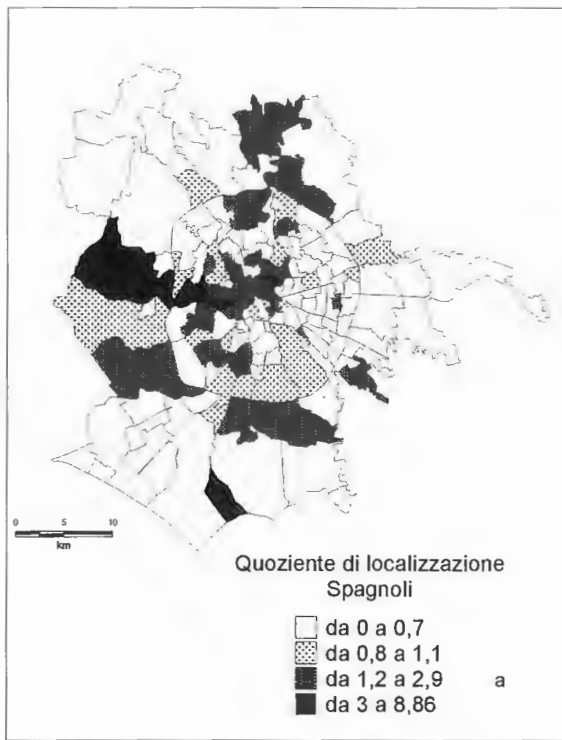 0 5 10
km
Quoziente di localizzazione
Spagnoli
da 0 a 0,7
da 0,8 a 1,1
da 1,2 a 2,9 a
da 3 a 8,86